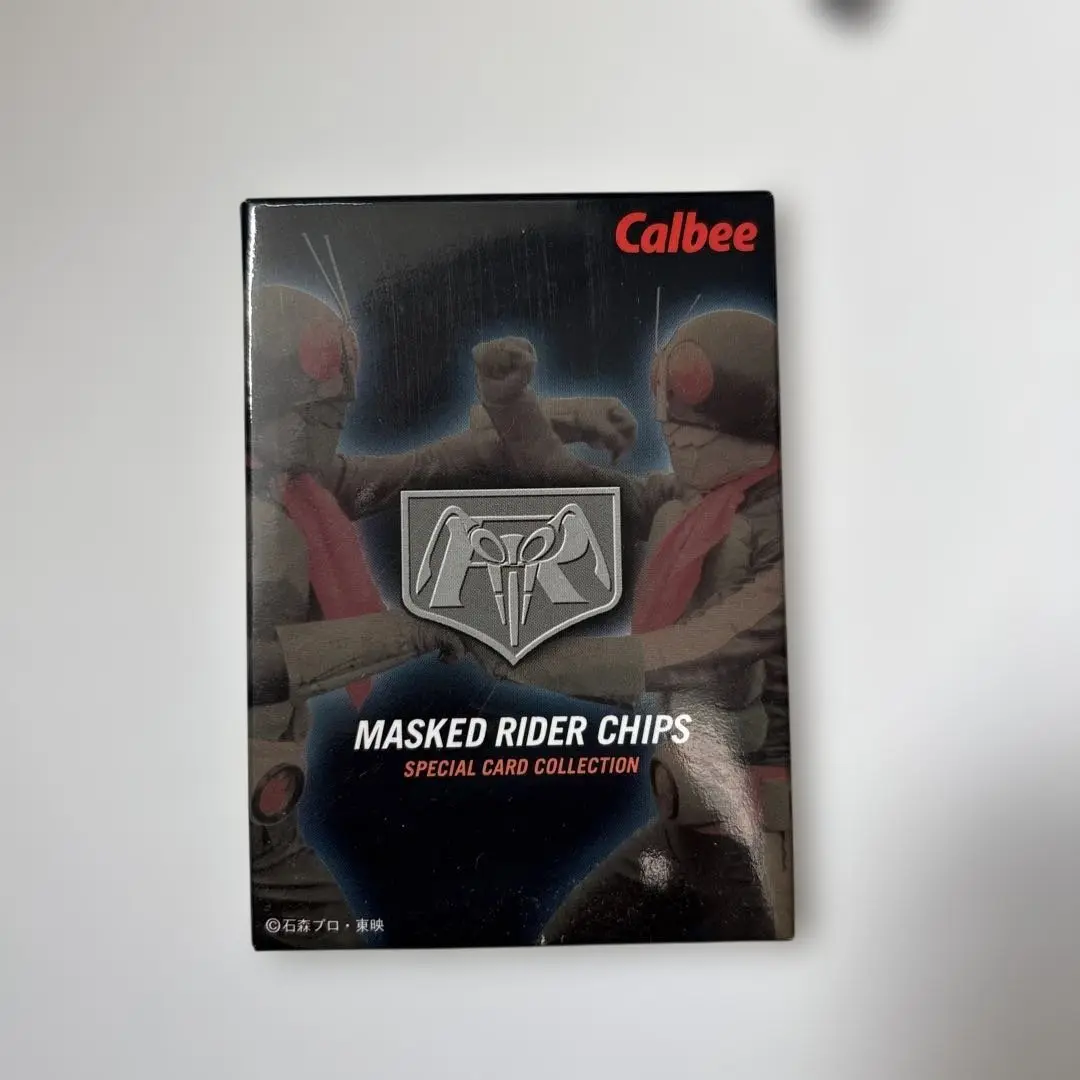 Calbee
MASKED RIDER CHIPS
SPECIAL CARD COLLECTION
©石森プロ・東映